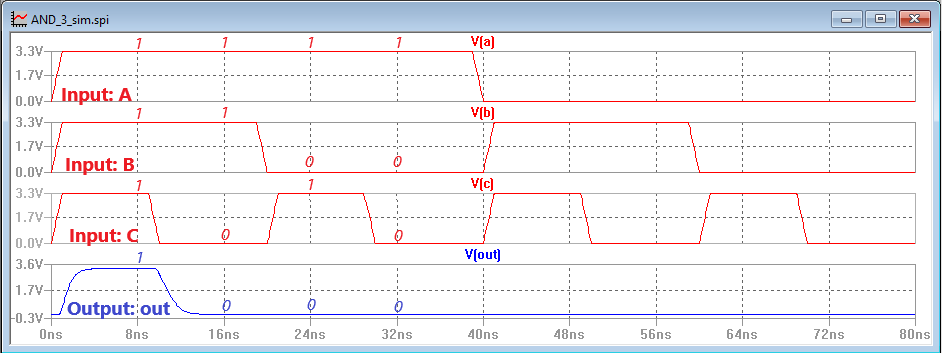 AND_3_sim.spi
1 1 1 1 V(a)
3.3V
1.7V
0.0V Input: A
1 1 V(b)
3.3V
1.7V
0 0
0.0V Input: B
1 1 V(c)
3.3V
1.7V
0 0
0.0V Input: C
1 V(out)
3.6V
1.7V
0 0 0
Output: out
-0.3V
0ns 8ns 16ns 24ns 32ns 40ns 48ns 56ns 64ns 72ns 80ns